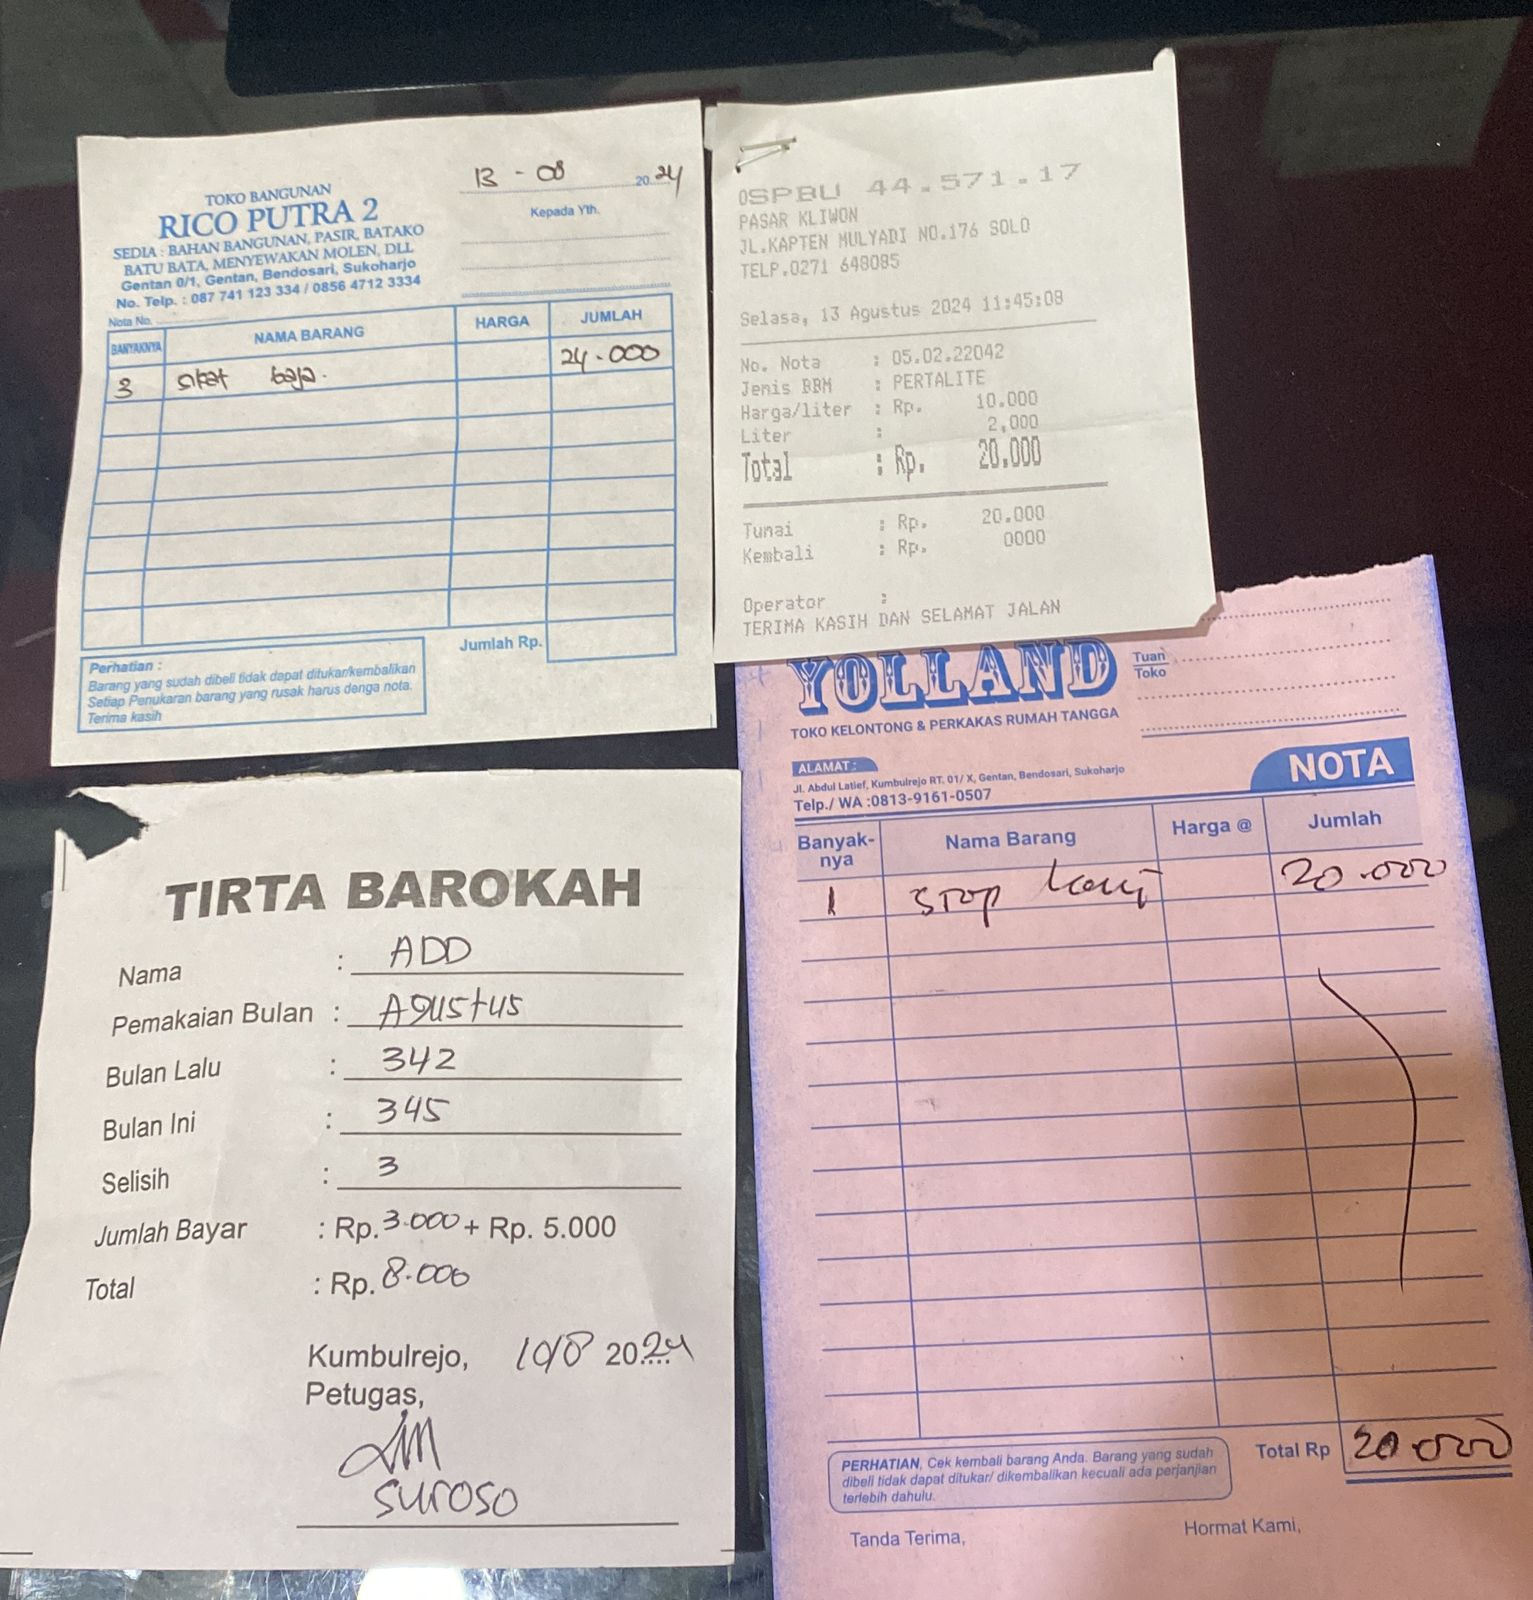 TOKO BANGUNAN
RICO PUTRA 2
SEDIA : BAHAN BANGUNAN, PASIR, BATAKO
BATU BATA, MENYEWAKAN MOLEN, DLL
Gentan 0/1, Gentan, Bendosari, Sukoharjo
No. Telp. : 087 741 123 334 / 0856 4712 3334
Nota No.
13 - 08 2024
Kepada Yth.
BANYAKNYA NAMA BARANG HARGA JUMLAH
3 sikat baja. 24.000
Jumlah Rp.
Perhatian :
Barang yang sudah dibeli tidak dapat ditukar/kembalikan
Setiap Penukaran barang yang rusak harus denga nota.
Terima kasih
0SPBU 44.571.17
PASAR KLIWON
JL.KAPTEN MULYADI NO.176 SOLO
TELP.0271 648085
Selasa, 13 Agustus 2024 11:45:08
No. Nota : 05.02.22042
Jenis BBM : PERTALITE
Harga/liter : Rp. 10.000
Liter : 2,000
Total : Rp. 20.000
Tunai : Rp. 20.000
Kembali : Rp. 0000
Operator :
TERIMA KASIH DAN SELAMAT JALAN
TIRTA BAROKAH
Nama : ADD
Pemakaian Bulan : Agustus
Bulan Lalu : 342
Bulan Ini : 345
Selisih : 3
Jumlah Bayar : Rp. 3.000 + Rp. 5.000
Total : Rp. 8.000
Kumbulrejo, 10/8 2024
Petugas,
suroso
YOLLAND
TOKO KELONTONG & PERKAKAS RUMAH TANGGA
Tuan
Toko
ALAMAT :
Jl. Abdul Latief, Kumbulrejo RT. 01/ X, Gentan, Bendosari, Sukoharjo
Telp./ WA :0813-9161-0507
NOTA
Banyak-
nya Nama Barang Harga @ Jumlah
1 Stop 20.000
Total Rp 20.000
PERHATIAN, Cek kembali barang Anda. Barang yang sudah
dibeli tidak dapat ditukar/ dikembalikan kecuali ada perjanjian
terlebih dahulu.
Tanda Terima,
Hormat Kami,